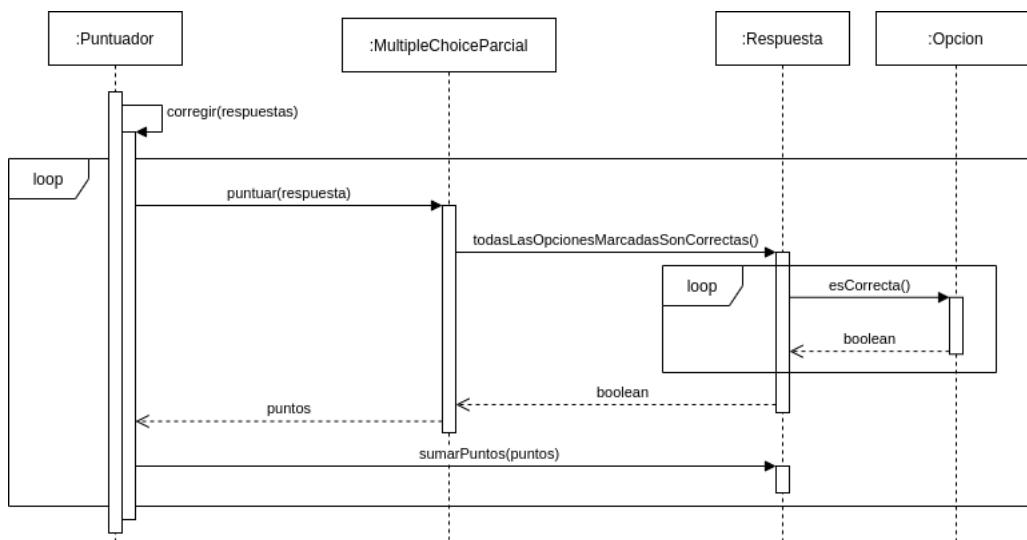 :Puntuador
:MultipleChoiceParcial
:Respuesta
:Opcion
corregir(respuestas)
loop
puntuar(respuesta)
todasLasOpcionesMarcadasSonCorrectas()
loop
esCorrecta()
boolean
boolean
puntos
sumarPuntos(puntos)